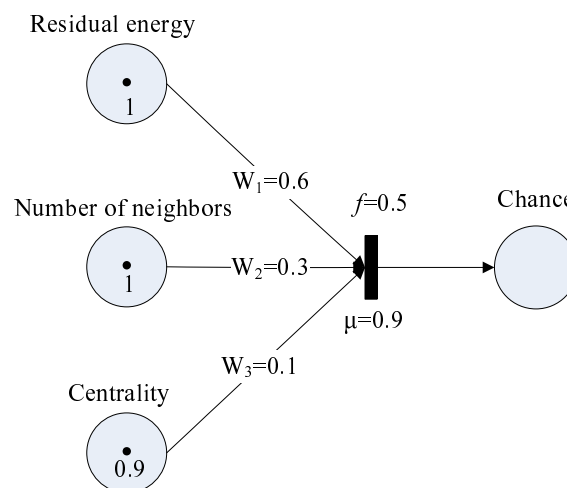 Residual energy
1
W₁=0.6
Number of neighbors
f=0.5
Chance
1
W₂=0.3
μ=0.9
W₃=0.1
Centrality
0.9